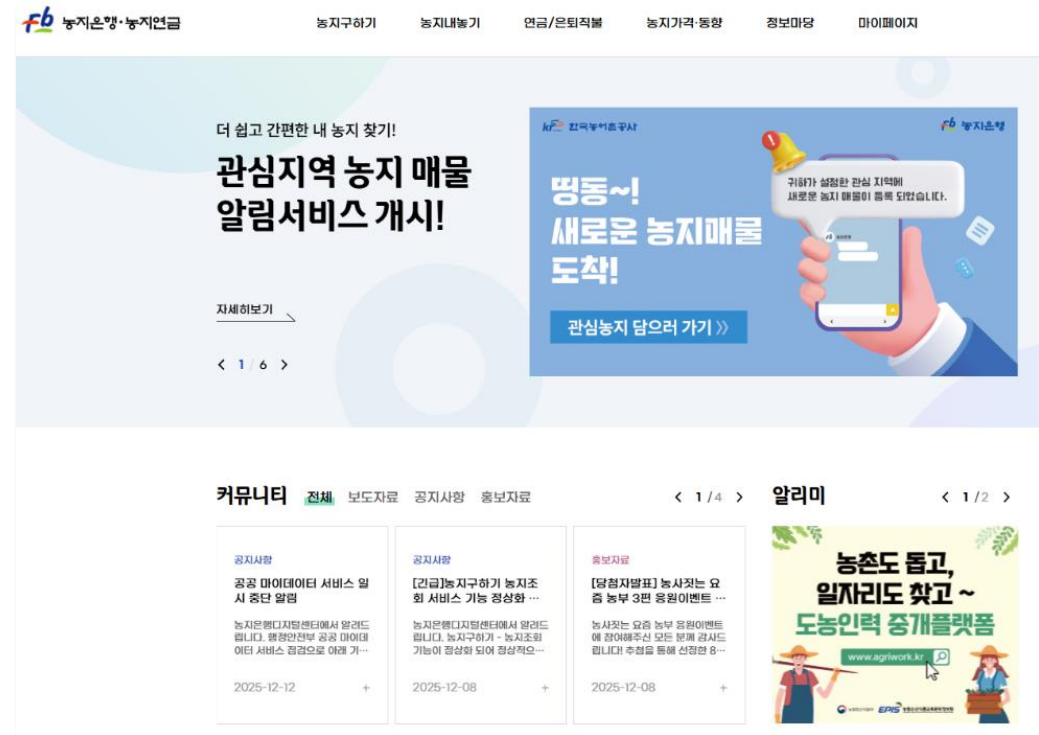 fb 농지은행·농지연금
농지구하기 농지내놓기 연금/은퇴직불 농지가격·동향 정보마당 마이페이지
더 쉽고 간편한 내 농지 찾기!
관심지역 농지 매물
알림서비스 개시!
자세히보기
< 1 / 6 >
한국농어촌공사
fb 농지은행
띵동~!
새로운 농지매물
도착!
관심농지 담으러 가기 》
귀하가 설정한 관심 지역에
새로운 농지 매물이 등록 되었습니다.
커뮤니티 전체 보도자료 공지사항 홍보자료 < 1 / 4 >
공지사항
공공 마이데이터 서비스 일
시 중단 알림
농지은행디지털센터에서 알려드
립니다. 행정안전부 공공 마이데
이터 서비스 점검으로 아래 기…
2025-12-12 +
공지사항
[긴급]농지구하기 농지조
회 서비스 기능 정상화 …
농지은행디지털센터에서 알려드
립니다. 농지구하기 - 농지조회
기능이 정상화 되어 정상적으…
2025-12-08 +
홍보자료
[당첨자발표] 농사짓는 요
즘 농부 3편 응원이벤트 …
농사짓는 요즘 농부 응원이벤트
에 참여해주신 모든 분께 감사드
립니다! 추첨을 통해 선정한 8…
2025-12-08 +
알리미 < 1 / 2 >
농촌도 돕고,
일자리도 찾고 ~
도농인력 중개플랫폼
www.agriwork.kr
EPIS